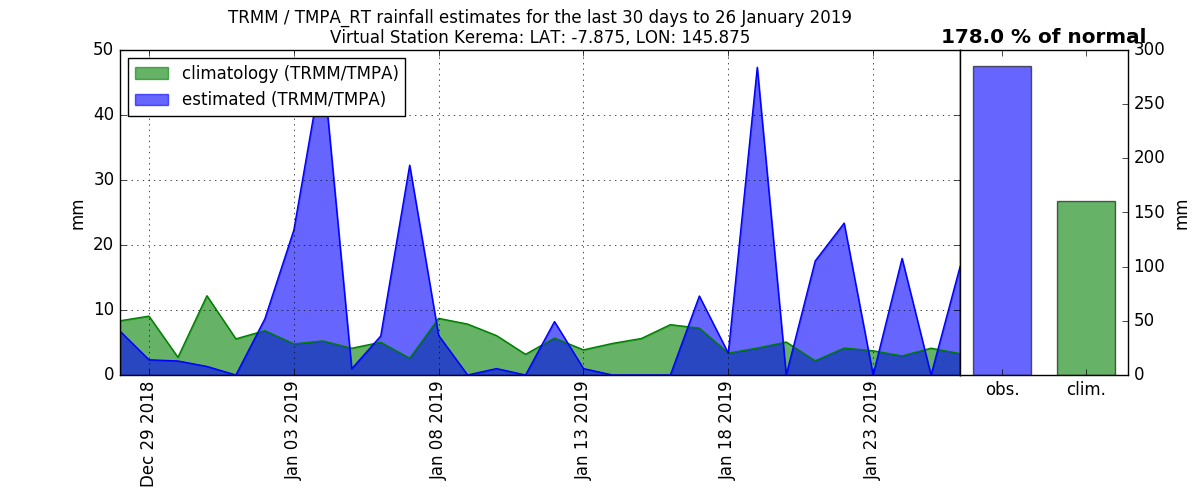 TRMM / TMPA_RT rainfall estimates for the last 30 days to 26 January 2019
Virtual Station Kerema: LAT: -7.875, LON: 145.875
178.0 % of normal
climatology (TRMM/TMPA)
estimated (TRMM/TMPA)
50
40
30
20
10
0
mm
Dec 29 2018
Jan 03 2019
Jan 08 2019
Jan 13 2019
Jan 18 2019
Jan 23 2019
obs.
clim.
300
250
200
150
100
50
0
mm